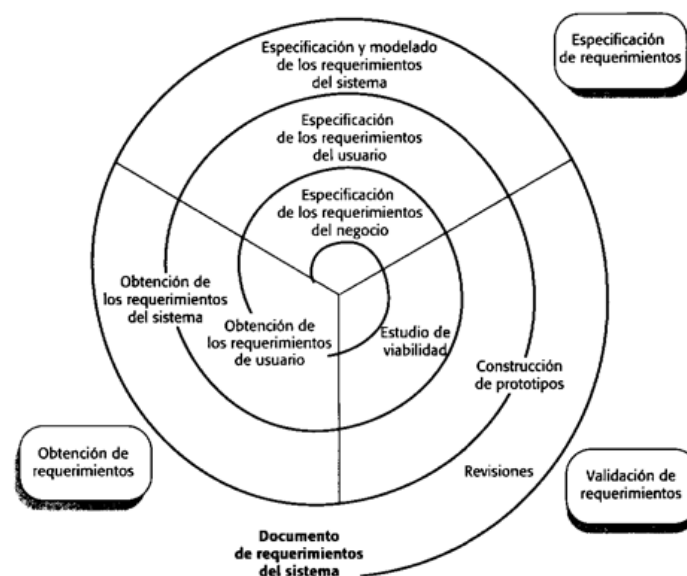 Especificación y modelado
de los requerimientos
del sistema
Especificación
de requerimientos
Especificación
de los requerimientos
del usuario
Especificación
de los requerimientos
del negocio
Obtención de
los requerimientos
del sistema
Obtención de
los requerimientos
de usuario
Estudio de
viabilidad
Construcción
de prototipos
Obtención de
requerimientos
Revisiones
Validación de
requerimientos
Documento
de requerimientos
del sistema